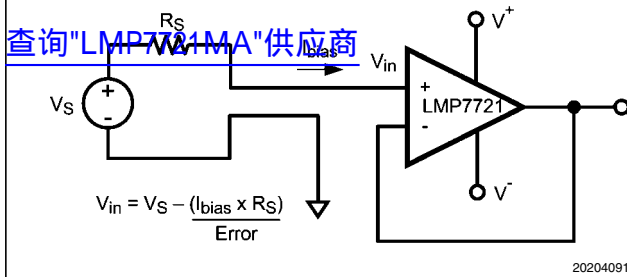 R_S
查询"LMP7721MA"供应商
I_bias
V_in
V^+
V_S
+
-
+
LMP7721
-
V^-
V_in = V_S – (I_bias x R_S)
Error
20204091